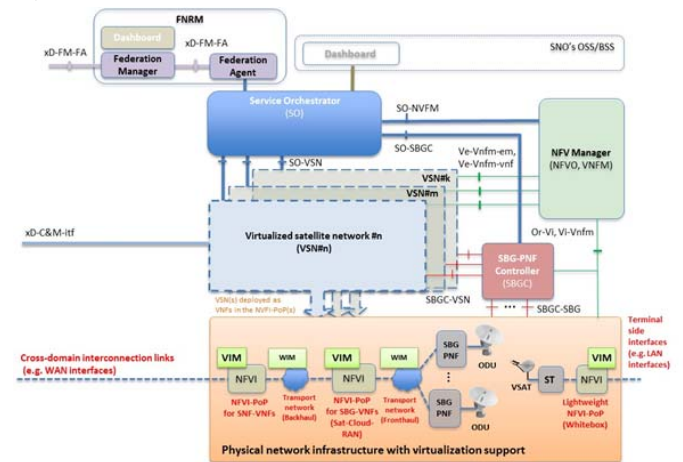 FNRM
Dashboard
xD-FM-FA
xD-FM-FA
Federation
Manager
Federation
Agent
SNO's OSS/BSS
Dashboard
Service Orchestrator
(SO)
SO-NVFM
SO-SBGC
SO-VSN
Ve-Vnfm-em,
Ve-Vnfm-vnf
NFV Manager
(NFVO, VNFM)
VSN#k
VSN#m
Virtualized satellite network #n
(VSN#n)
xD-C&M-itf
Or-Vi, Vi-Vnfm
SBG-PNF
Controller
(SBGC)
VSN(s) deployed as
VNFs in the NVFI-PoP(s)
SBGC-VSN
...
SBGC-SBG
Terminal
side
interfaces
(e.g. LAN
interfaces)
Cross-domain interconnection links
(e.g. WAN interfaces)
VIM
NFVI
WIM
VIM
NFVI
WIM
SBG
PNF
ODU
...
SBG
PNF
ODU
VSAT
ST
VIM
NFVI
NFVI-PoP
for SNF-VNFs
Transport
network
(Backhaul)
NFVI-PoP
for SBG-VNFs
(Sat-Cloud-
RAN)
Transport
network
(Fronthaul)
Lightweight
NFVI-PoP
(Whitebox)
Physical network infrastructure with virtualization support